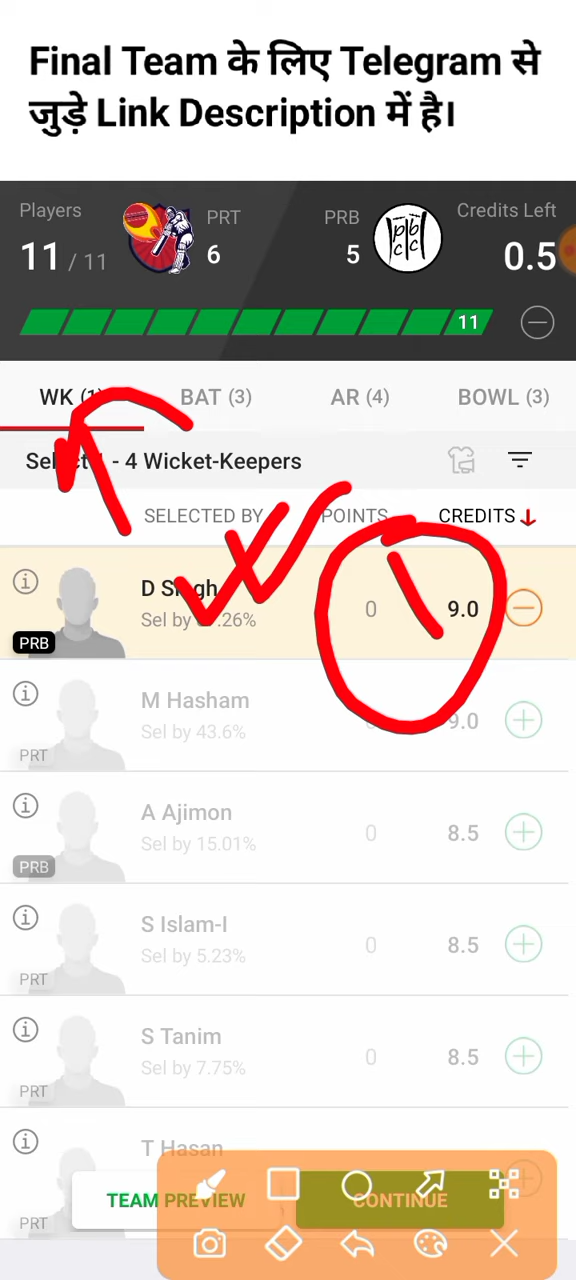 Final Team के लिए Telegram से
जुड़े Link Description में है।
Players
PRT
PRB
Credits Left
11 / 11
6
5
0.5
11
WK
BAT (3)
AR (4)
BOWL (3)
1 - 4 Wicket-Keepers
SELECTED BY
POINTS
CREDITS
D Singh
Sel by .26%
0
9.0
PRB
M Hasham
Sel by 43.6%
9.0
PRT
A Ajimon
Sel by 15.01%
0
8.5
PRB
S Islam-I
Sel by 5.23%
0
8.5
PRT
S Tanim
Sel by 7.75%
0
8.5
PRT
T Hasan
PRT
TEAM PREVIEW
CONTINUE